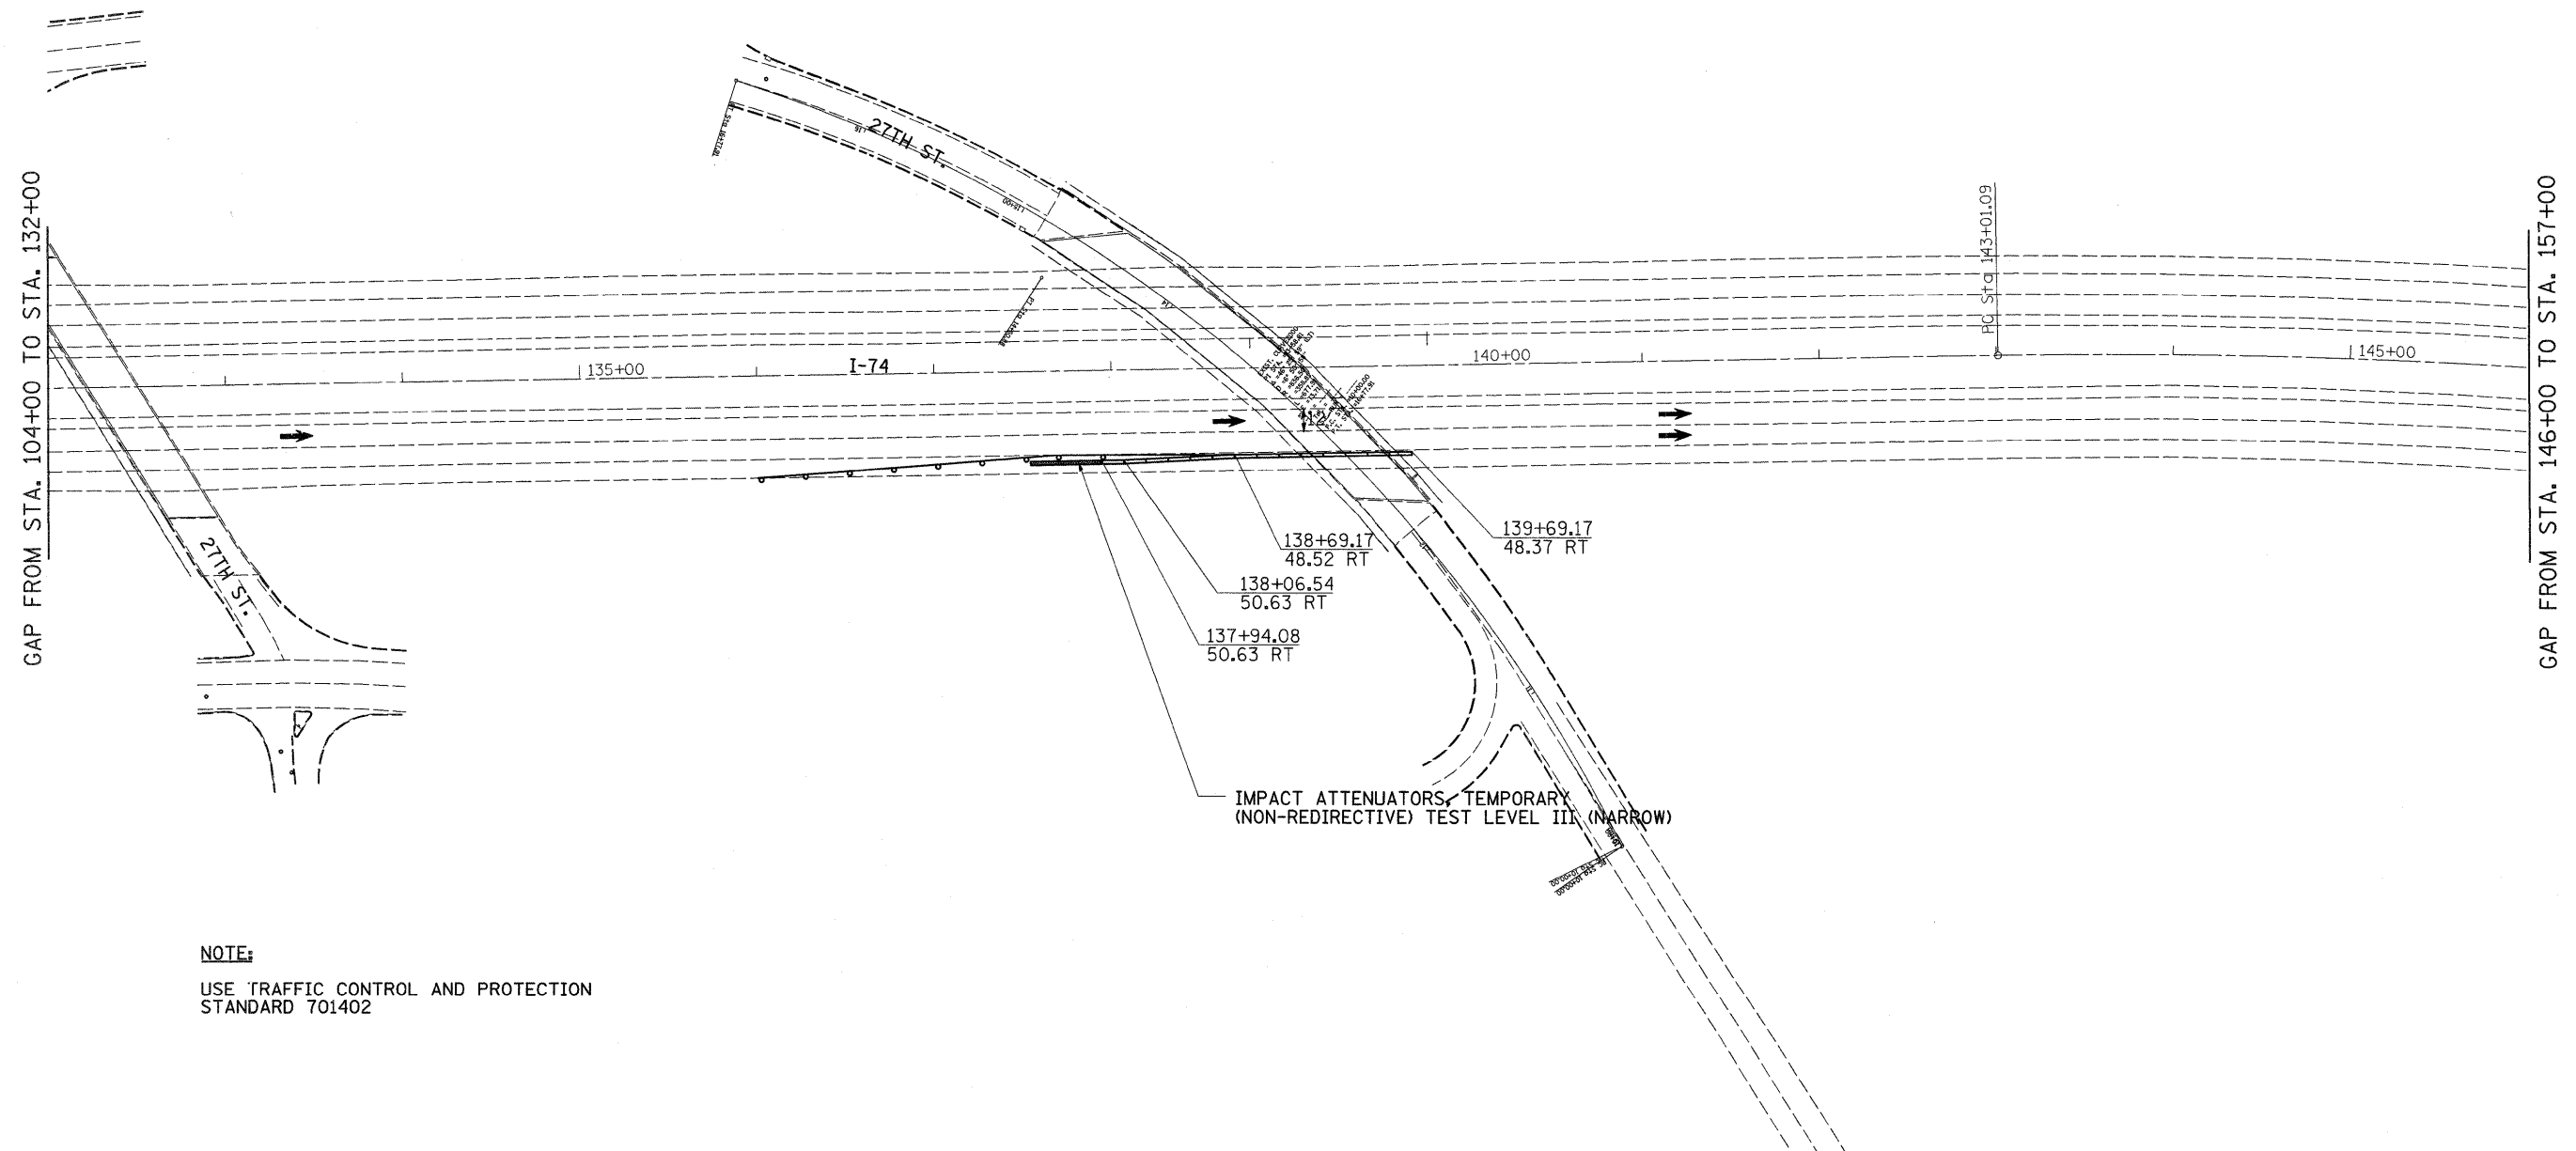 GAP FROM STA. 104+00 TO STA. 132+00
27TH ST.
PC Sta 143+01.09
GAP FROM STA. 146+00 TO STA. 157+00
135+00
I-74
140+00
145+00
12'
27TH ST.
138+69.17
48.52 RT
139+69.17
48.37 RT
138+06.54
50.63 RT
137+94.08
50.63 RT
IMPACT ATTENUATORS, TEMPORARY
(NON-REDIRECTIVE) TEST LEVEL III (NARROW)
NOTE:
USE TRAFFIC CONTROL AND PROTECTION
STANDARD 701402